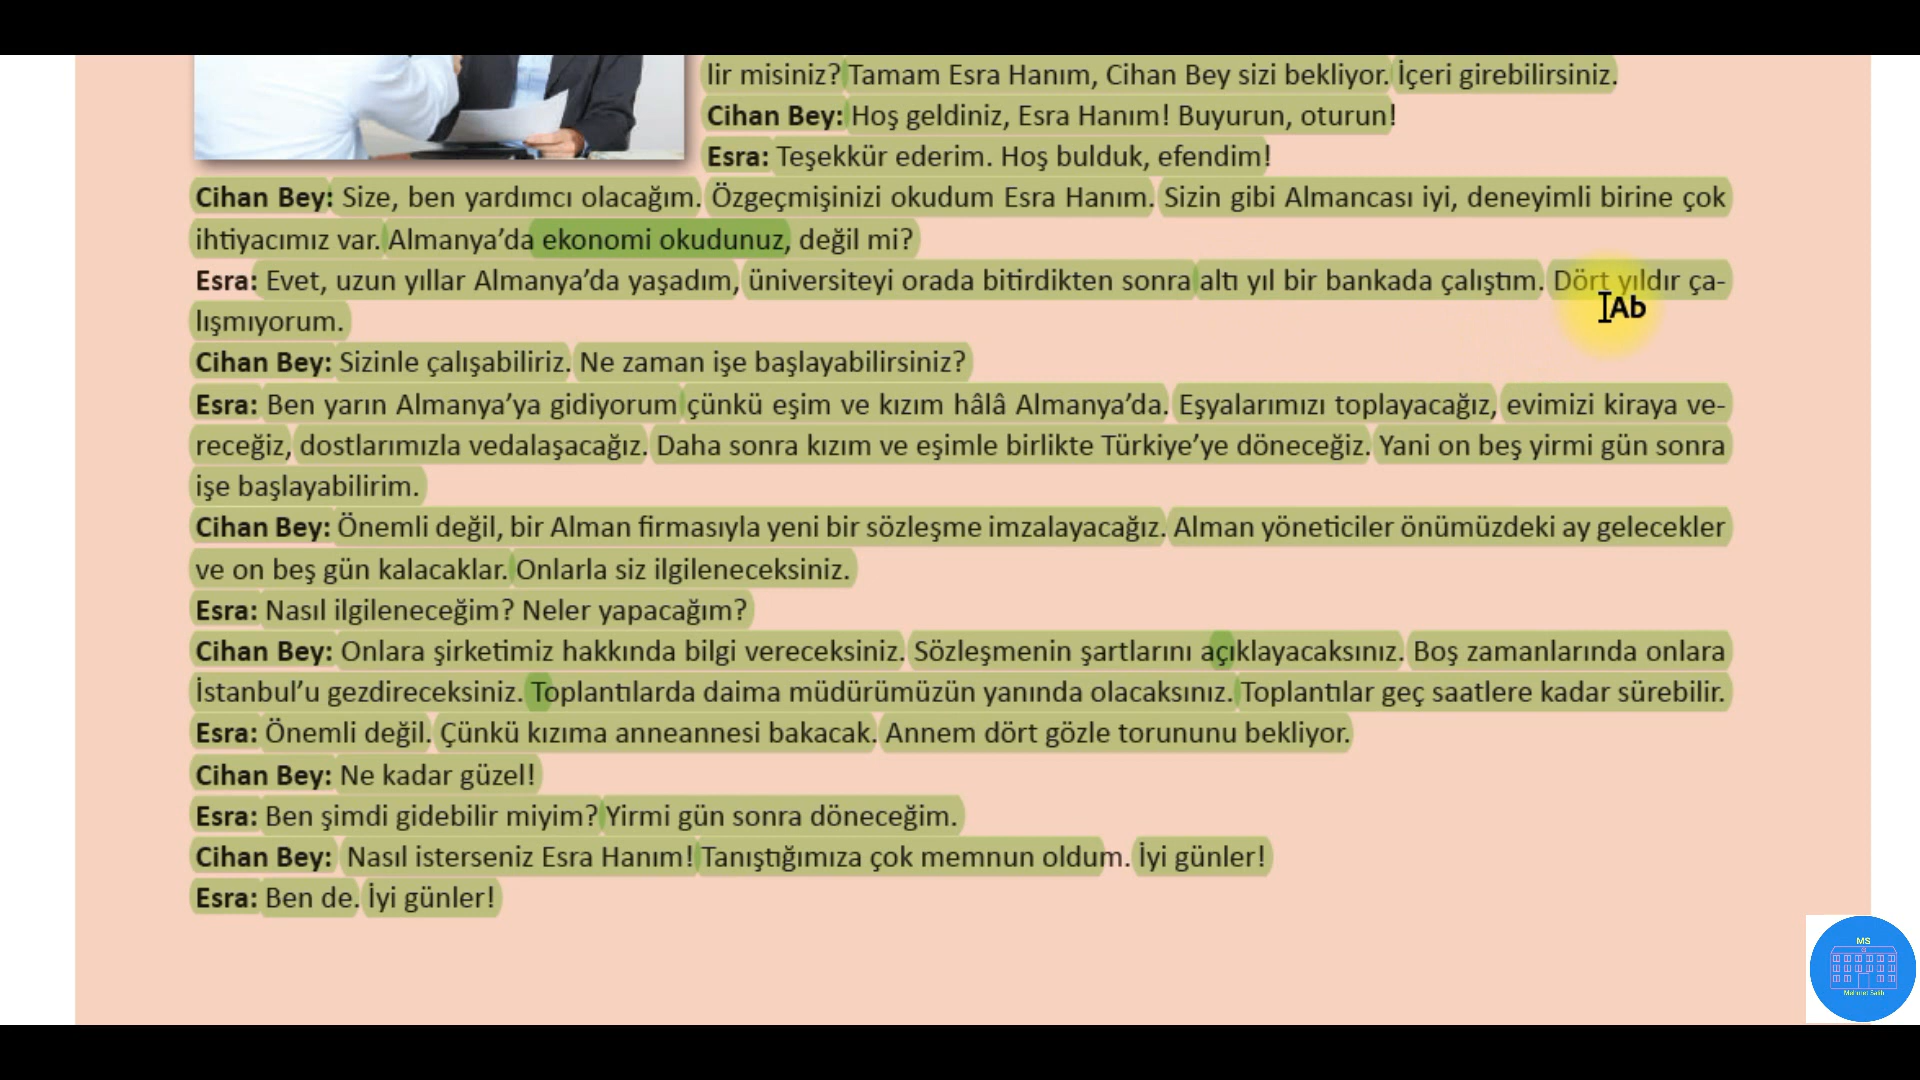 lir misiniz? Tamam Esra Hanım, Cihan Bey sizi bekliyor. İçeri girebilirsiniz.
Cihan Bey: Hoş geldiniz, Esra Hanım! Buyurun, oturun!
Esra: Teşekkür ederim. Hoş bulduk, efendim!
Cihan Bey: Size, ben yardımcı olacağım. Özgeçmişinizi okudum Esra Hanım. Sizin gibi Almancası iyi, deneyimli birine çok
ihtiyacımız var. Almanya’da ekonomi okudunuz, değil mi?
Esra: Evet, uzun yıllar Almanya’da yaşadım, üniversiteyi orada bitirdikten sonra altı yıl bir bankada çalıştım. Dört yıldır ça-
Ab
lışmıyorum.
Cihan Bey: Sizinle çalışabiliriz. Ne zaman işe başlayabilirsiniz?
Esra: Ben yarın Almanya’ya gidiyorum çünkü eşim ve kızım hâlâ Almanya’da. Eşyalarımızı toplayacağız, evimizi kiraya ve-
receğiz, dostlarımızla vedalaşacağız. Daha sonra kızım ve eşimle birlikte Türkiye’ye döneceğiz. Yani on beş yirmi gün sonra
işe başlayabilirim.
Cihan Bey: Önemli değil, bir Alman firmasıyla yeni bir sözleşme imzalayacağız. Alman yöneticiler önümüzdeki ay gelecekler
ve on beş gün kalacaklar. Onlarla siz ilgileneceksiniz.
Esra: Nasıl ilgileneceğim? Neler yapacağım?
Cihan Bey: Onlara şirketimiz hakkında bilgi vereceksiniz. Sözleşmenin şartlarını açıklayacaksınız. Boş zamanlarında onlara
İstanbul’u gezdireceksiniz. Toplantılarda daima müdürümüzün yanında olacaksınız. Toplantılar geç saatlere kadar sürebilir.
Esra: Önemli değil. Çünkü kızıma anneannesi bakacak. Annem dört gözle torununu bekliyor.
Cihan Bey: Ne kadar güzel!
Esra: Ben şimdi gidebilir miyim? Yirmi gün sonra döneceğim.
Cihan Bey: Nasıl isterseniz Esra Hanım! Tanıştığımıza çok memnun oldum. İyi günler!
Esra: Ben de. İyi günler!
MS
Mehmet Salih